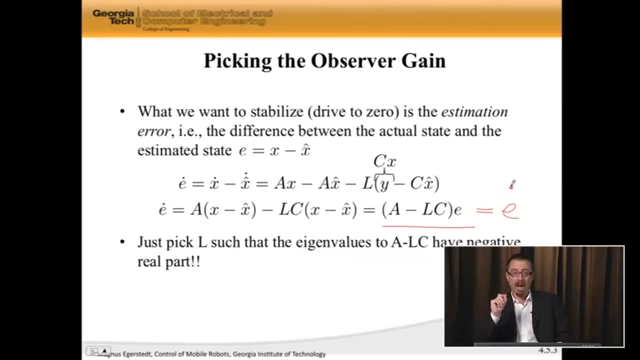 Georgia Tech
School of Electrical and Computer Engineering
College of Engineering
Picking the Observer Gain
• What we want to stabilize (drive to zero) is the estimation
error, i.e., the difference between the actual state and the
estimated state e = x − x̂
Cx
ė = ẋ − x̂̇ = Ax − Ax̂ − L(y − Cx̂)
ė = A(x − x̂) − LC(x − x̂) = (A − LC)e = e
• Just pick L such that the eigenvalues to A-LC have negative
real part!!
Magnus Egerstedt, Control of Mobile Robots, Georgia Institute of Technology
4.5.3